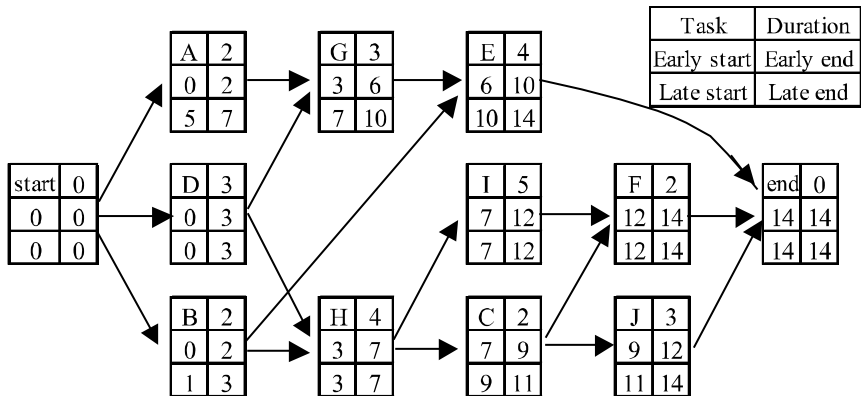 Task Duration
Early start Early end
Late start Late end
A 2
0 2
5 7
G 3
3 6
7 10
E 4
6 10
10 14
start 0
0 0
0 0
D 3
0 3
0 3
I 5
7 12
7 12
F 2
12 14
12 14
end 0
14 14
14 14
B 2
0 2
1 3
H 4
3 7
3 7
C 2
7 9
9 11
J 3
9 12
11 14